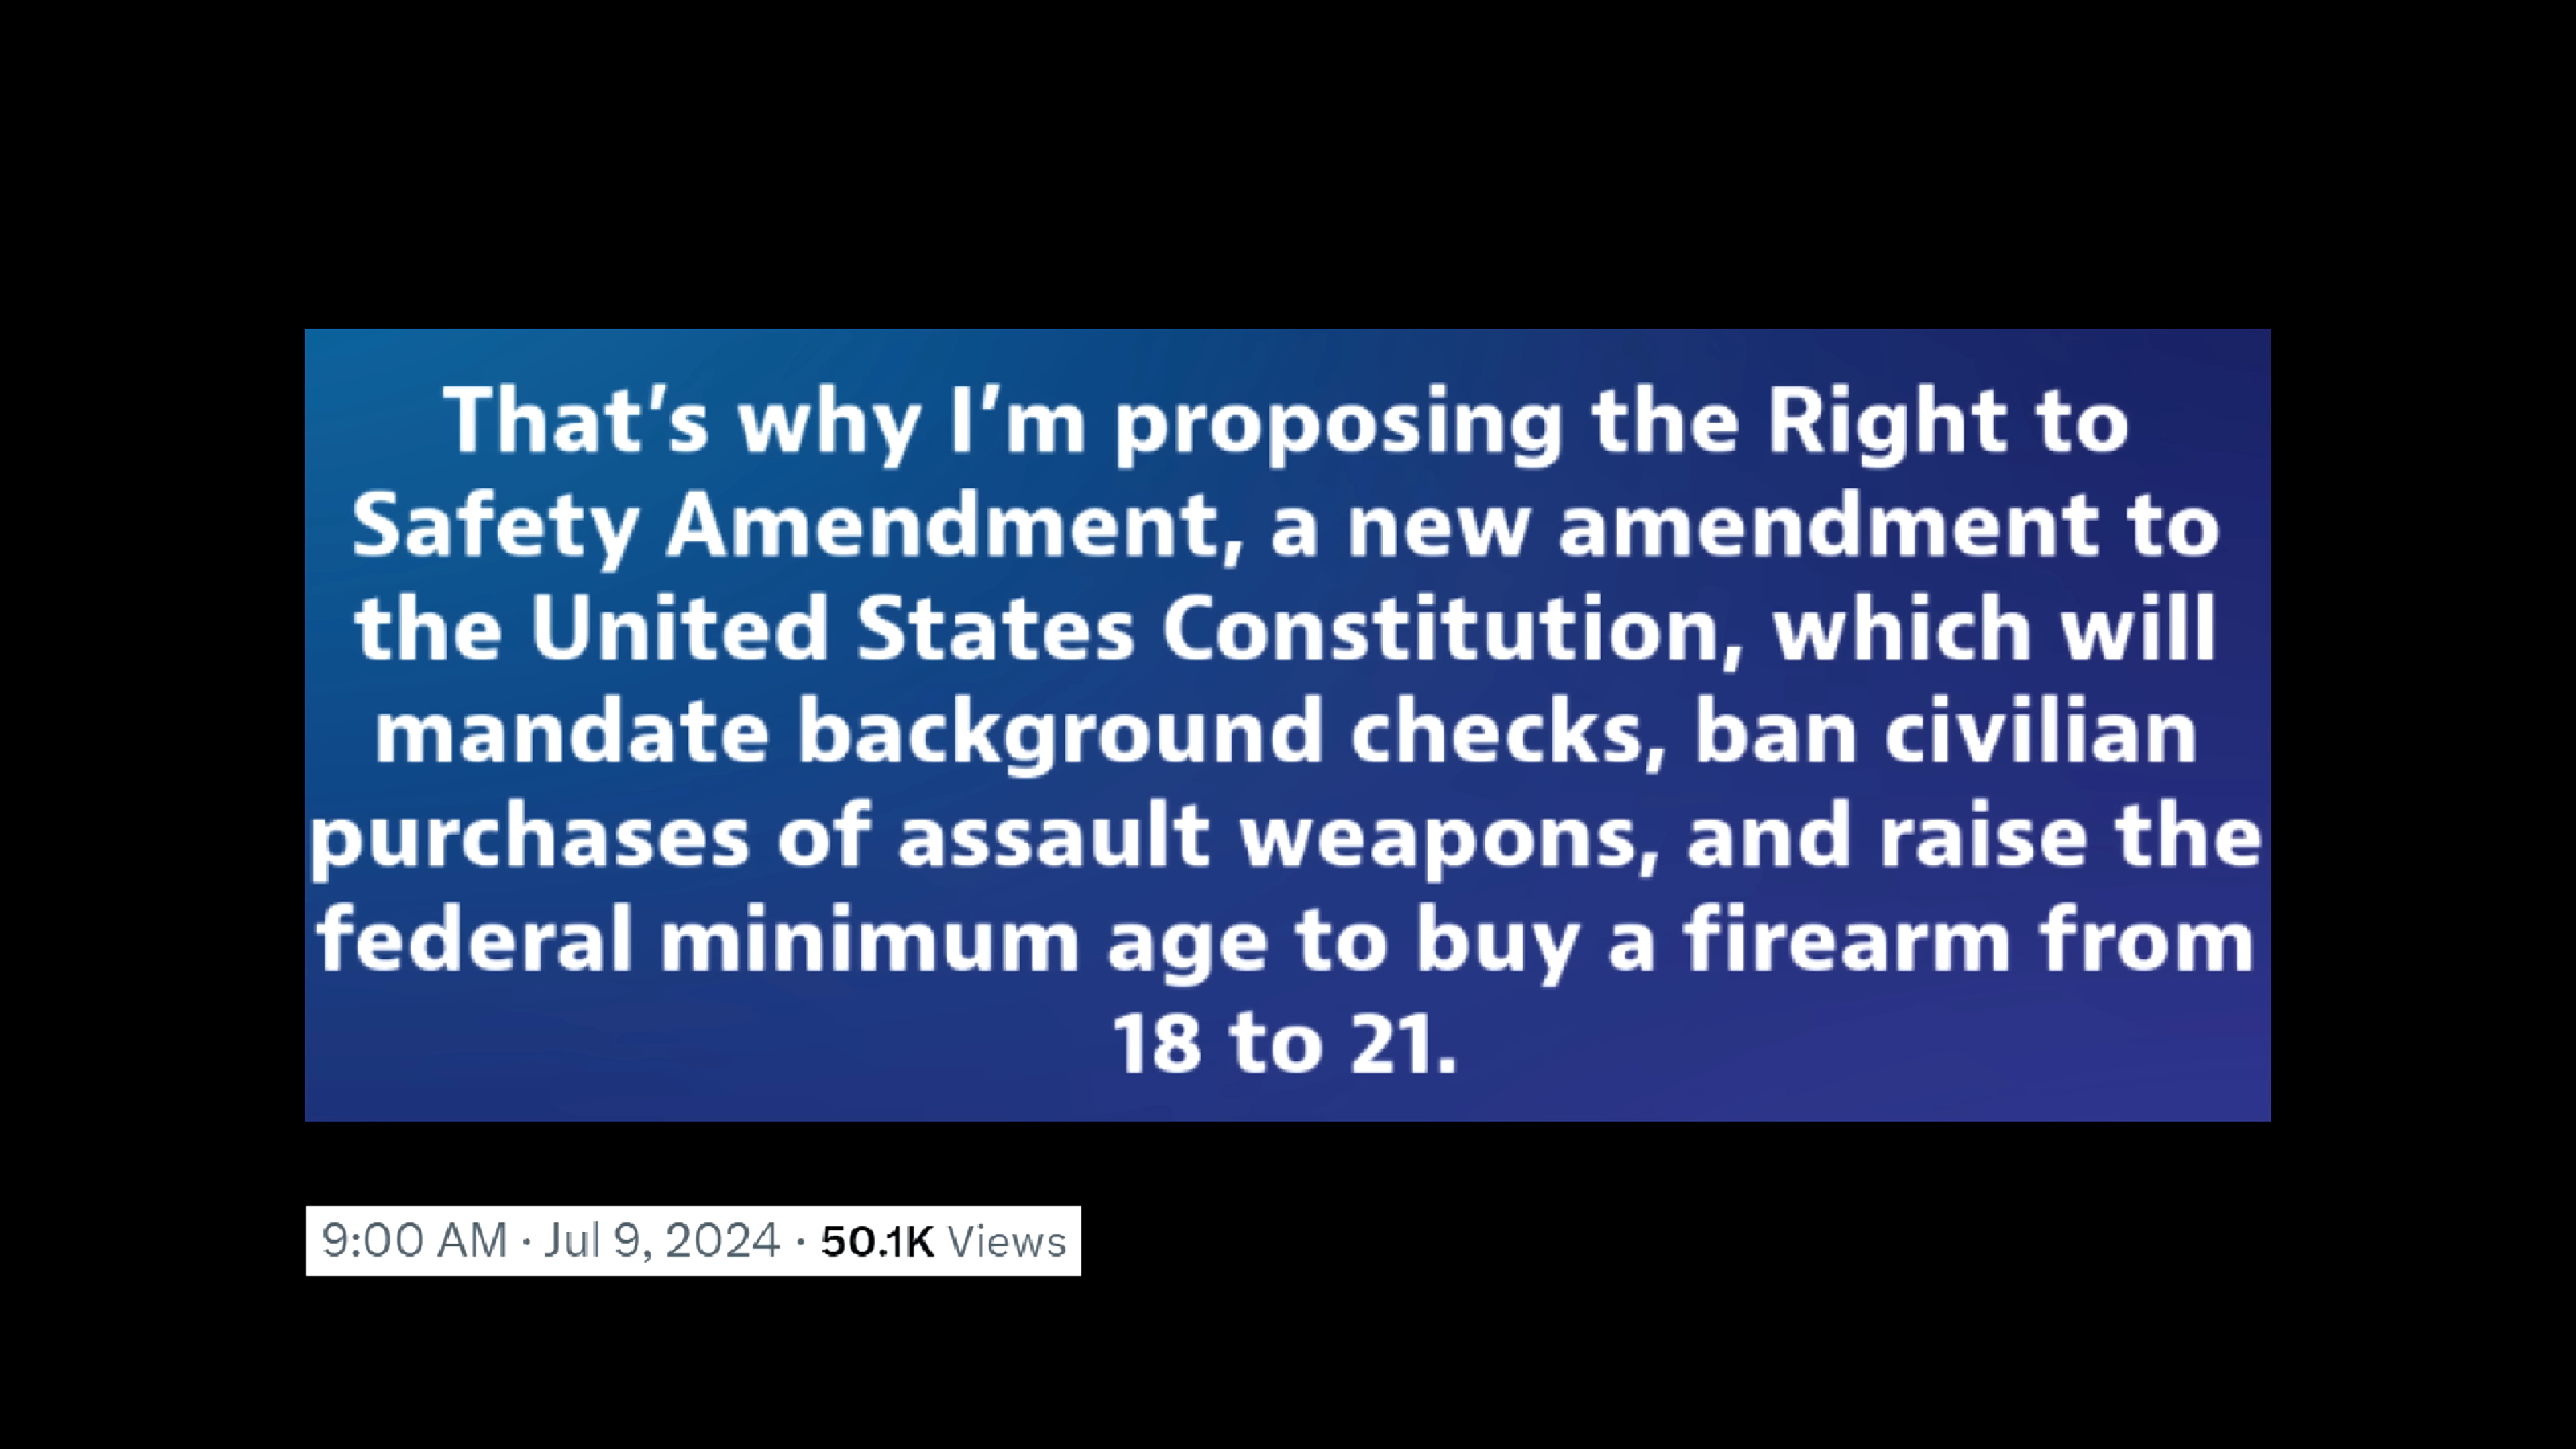 That’s why I’m proposing the Right to
Safety Amendment, a new amendment to
the United States Constitution, which will
mandate background checks, ban civilian
purchases of assault weapons, and raise the
federal minimum age to buy a firearm from
18 to 21.
9:00 AM · Jul 9, 2024 · 50.1K Views